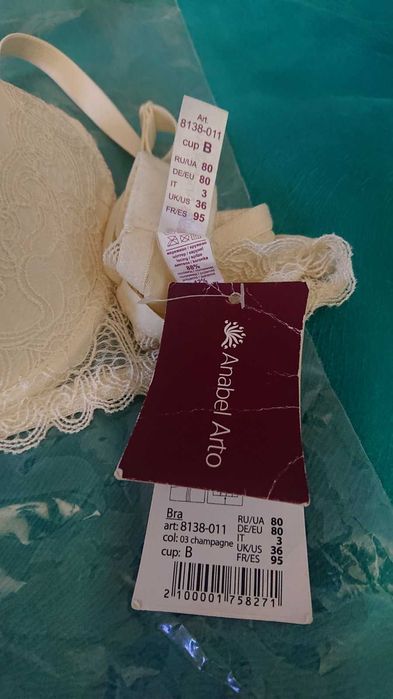 Art.
8138-011
cup B
RU/UA 80
DE/EU 80
IT 3
UK/US 36
FR/ES 95
88%
Anabel Arto
Bra
art: 8138-011
col: 03 champagne
cup: B
RU/UA 80
DE/EU 80
IT 3
UK/US 36
FR/ES 95
2100001758271